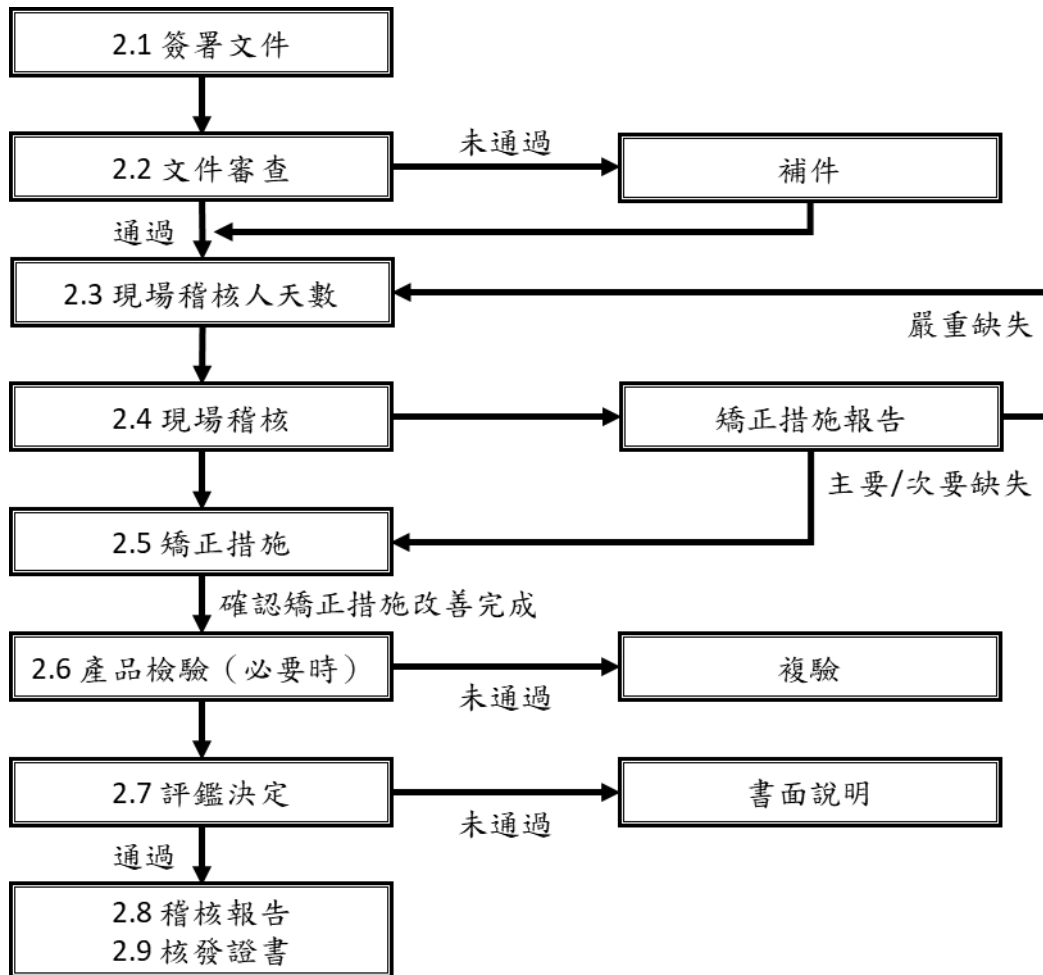 2.1 簽署文件
未通過
2.2 文件審查
補件
通過
2.3 現場稽核人天數
嚴重缺失
2.4 現場稽核
矯正措施報告
主要/次要缺失
2.5 矯正措施
確認矯正措施改善完成
2.6 產品檢驗（必要時）
複驗
未通過
2.7 評鑑決定
書面說明
未通過
通過
2.8 稽核報告
2.9 核發證書